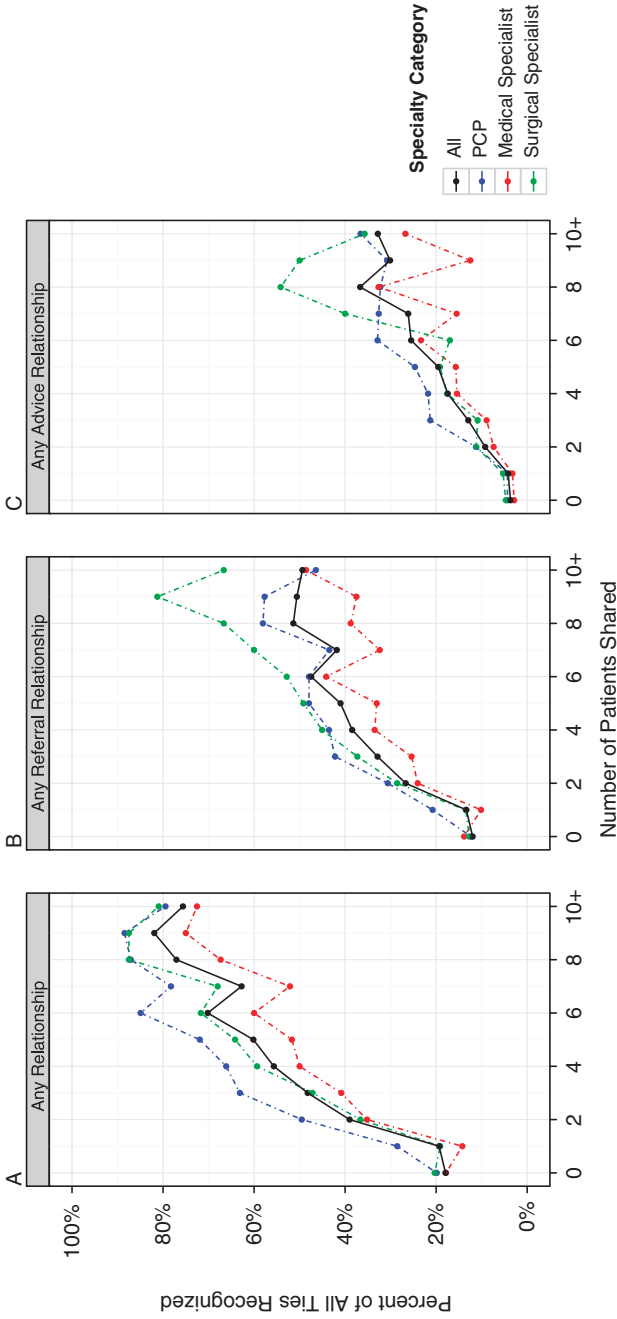 A
Any Relationship
B
Any Referral Relationship
C
Any Advice Relationship
Percent of All Ties Recognized
100%
80%
60%
40%
20%
0%
0 2 4 6 8 10+
0 2 4 6 8 10+
0 2 4 6 8 10+
Number of Patients Shared
Specialty Category
All
PCP
Medical Specialist
Surgical Specialist